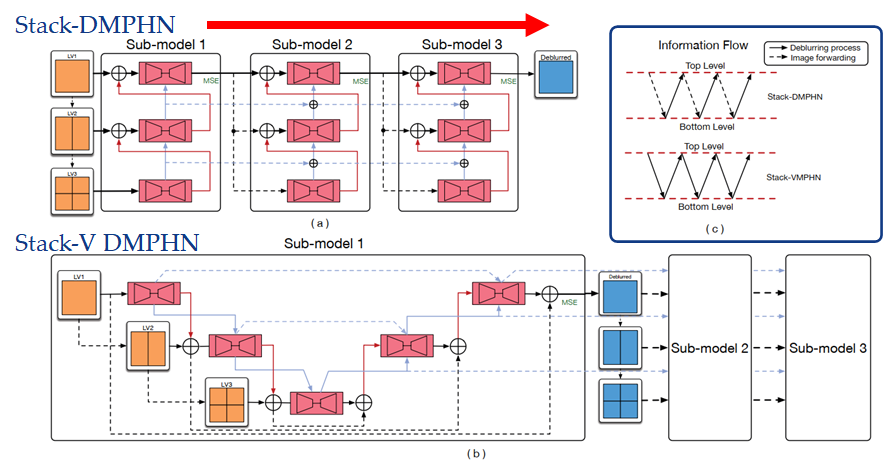 Stack-DMPHN
Sub-model 1
Sub-model 2
Sub-model 3
LV1
MSE
MSE
MSE
Deblurred
LV2
LV3
( a )
Information Flow
Deblurring process
Image forwarding
Top Level
Stack-DMPHN
Bottom Level
Top Level
Stack-VMPHN
Bottom Level
( c )
Stack-V DMPHN
Sub-model 1
LV1
Deblurred
MSE
LV2
Sub-model 2
Sub-model 3
LV3
( b )